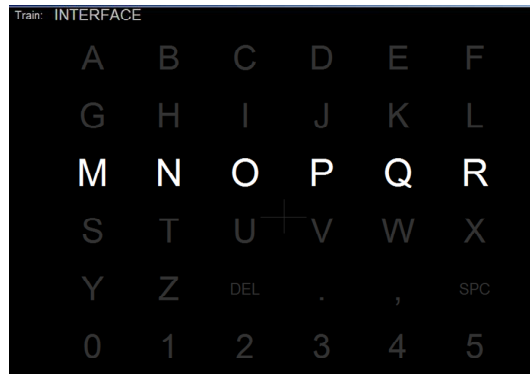 Train: INTERFACE
A B C D E F
G H I J K L
M N O P Q R
S T U V W X
Y Z DEL . , SPC
0 1 2 3 4 5